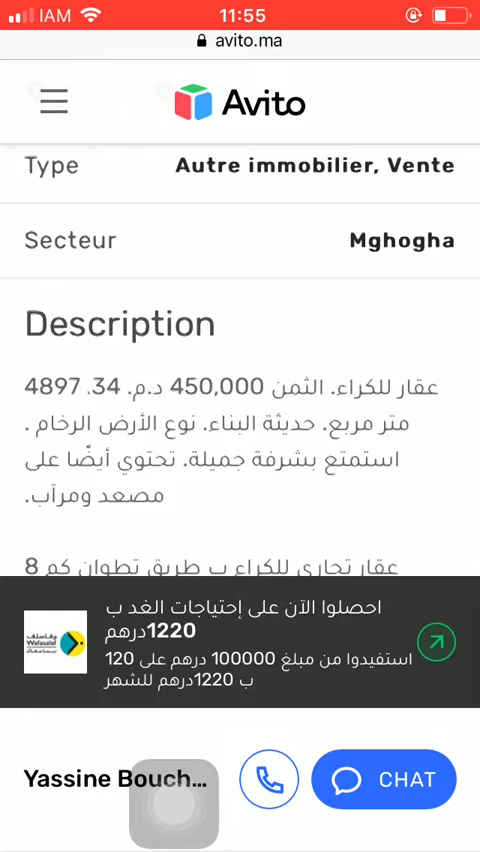 IAM
11:55
avito.ma
Avito
Type
Autre immobilier, Vente
Secteur
Mghogha
Description
عقار للكراء. الثمن 450,000 د.م. 34، 4897
متر مربع. حديثة البناء. نوع الأرض الرخام .
استمتع بشرفة جميلة. تحتوي أيضًا على
مصعد ومرآب.
عقار تجاري للكراء ب طريق تطوان كم 8
احصلوا الآن على إحتياجات الغد ب
1220درهم
استفيدوا من مبلغ 100000 درهم على 120
ب 1220درهم للشهر
وفاسلف
Wafasalaf
Yassine Bouch...
CHAT